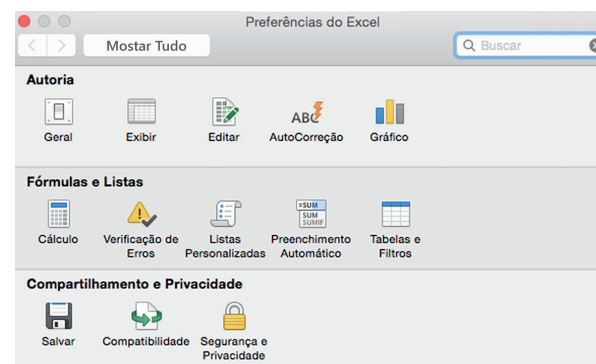 Preferências do Excel
Mostar Tudo
Buscar
Autoria
Geral
Exibir
Editar
ABC
AutoCorreção
Gráfico
Fórmulas e Listas
Cálculo
Verificação de
Erros
Listas
Personalizadas
=SUM
SUM
SUMIF
Preenchimento
Automático
Tabelas e
Filtros
Compartilhamento e Privacidade
Salvar
Compatibilidade
Segurança e
Privacidade